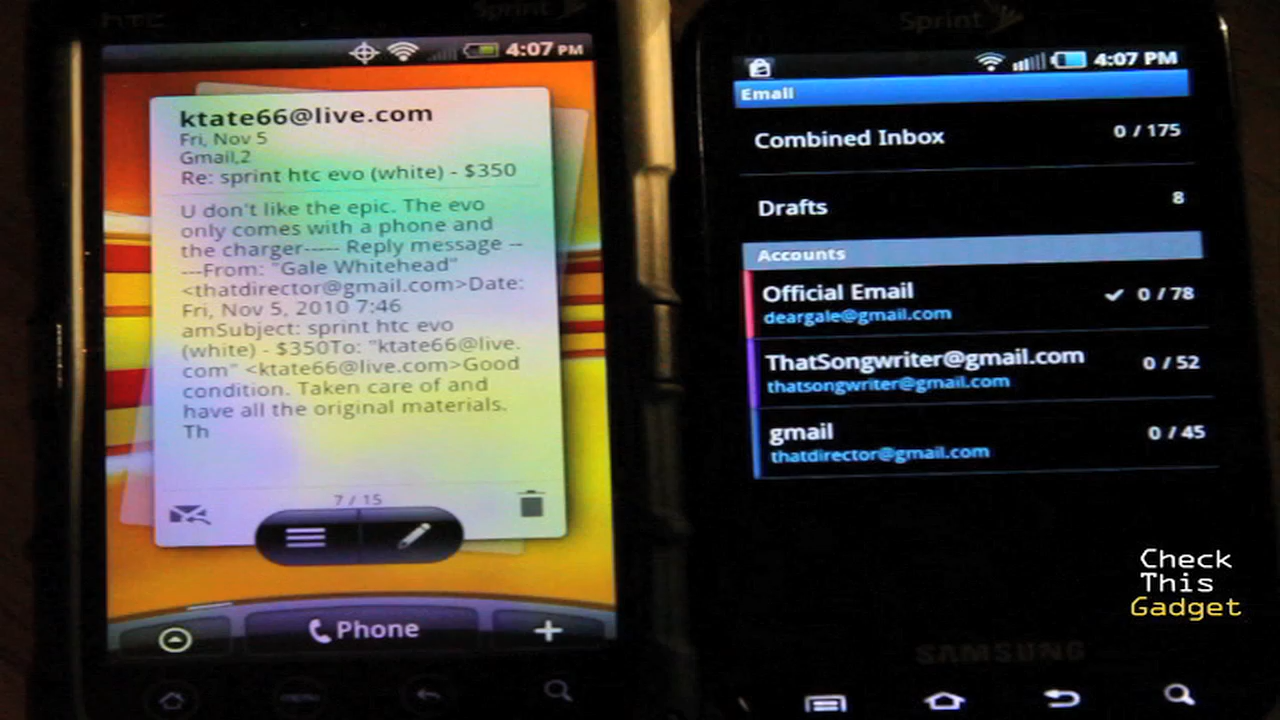 hTC
Sprint
4:07 PM
ktate66@live.com
Fri, Nov 5
Gmail,2
Re: sprint htc evo (white) - $350
U don't like the epic. The evo
only comes with a phone and
the charger----- Reply message --
---From: "Gale Whitehead"
<thatdirector@gmail.com>Date:
Fri, Nov 5, 2010 7:46
amSubject: sprint htc evo
(white) - $350To: "ktate66@live.
com" <ktate66@live.com>Good
condition. Taken care of and
have all the original materials.
Th
7 / 15
Phone
MENU
Sprint
4:07 PM
Email
Combined Inbox 0 / 175
Drafts 8
Accounts
Official Email 0 / 78
deargale@gmail.com
ThatSongwriter@gmail.com 0 / 52
thatsongwriter@gmail.com
gmail 0 / 45
thatdirector@gmail.com
SAMSUNG
Check
This
Gadget